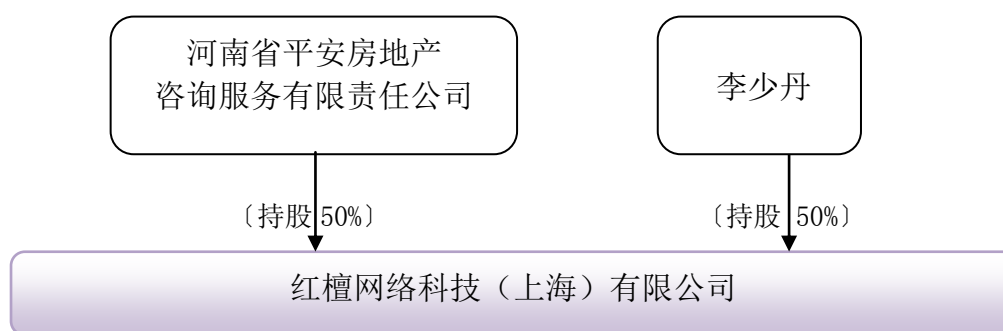 河南省平安房地产
咨询服务有限责任公司
李少丹
〔持股 50%〕
〔持股 50%〕
红檀网络科技（上海）有限公司